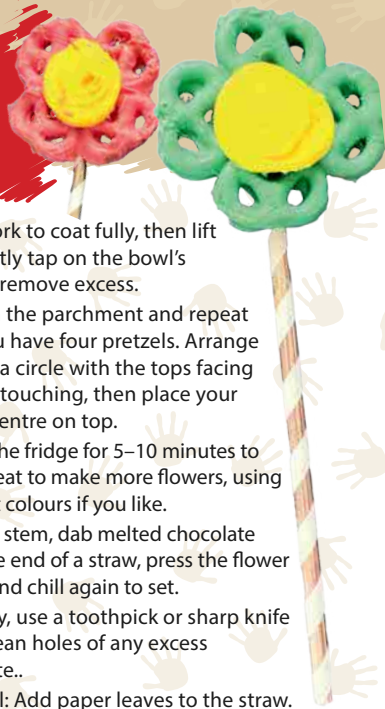 rk to coat fully, then lift
tly tap on the bowl's
remove excess.
the parchment and repeat
u have four pretzels. Arrange
a circle with the tops facing
touching, then place your
entre on top.
he fridge for 5–10 minutes to
eat to make more flowers, using
t colours if you like.
stem, dab melted chocolate
e end of a straw, press the flower
nd chill again to set.
y, use a toothpick or sharp knife
ean holes of any excess
te..
l: Add paper leaves to the straw.